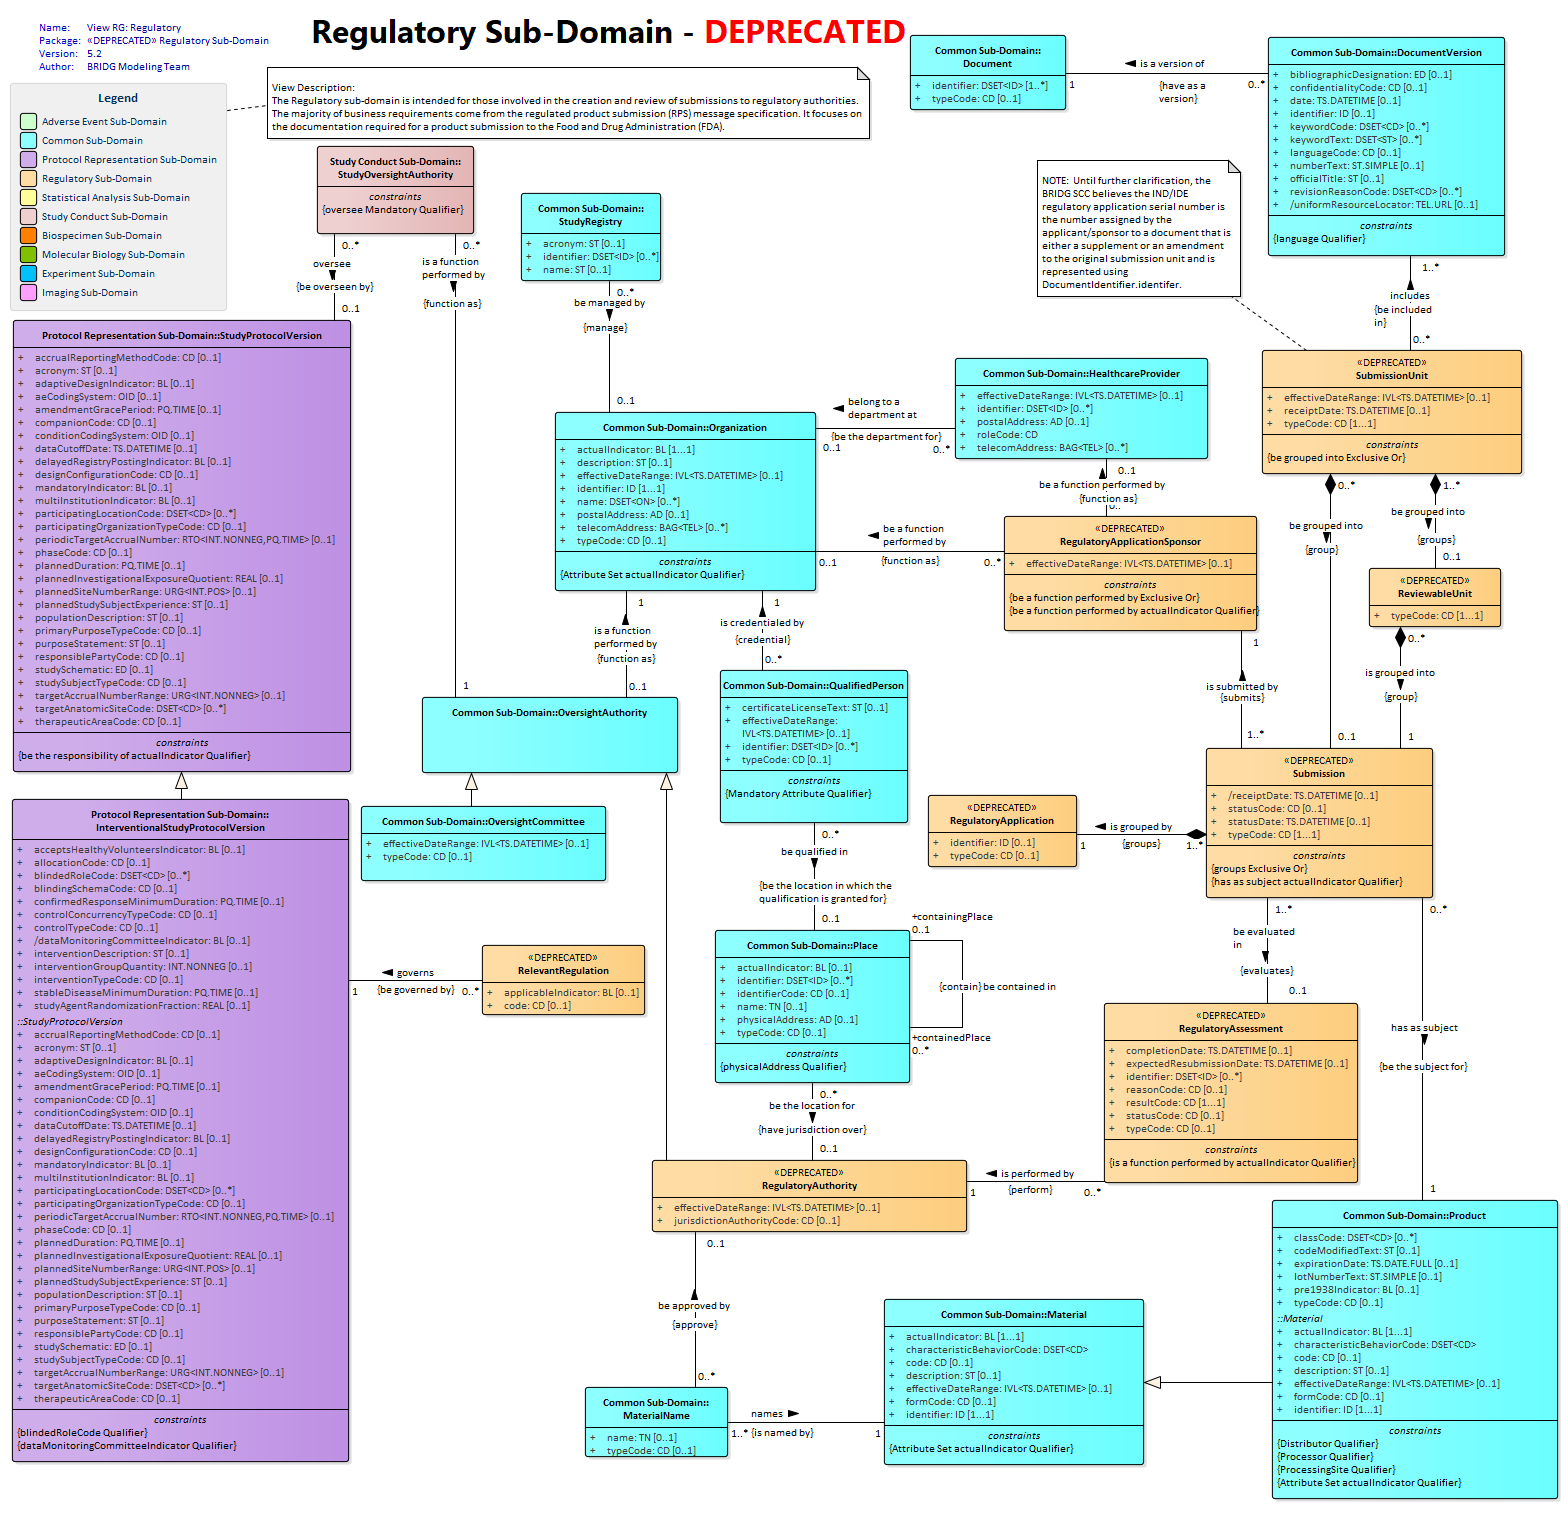 Name: View RG: Regulatory
Package: «DEPRECATED» Regulatory Sub-Domain
Version: 5.2
Author: BRIDG Modeling Team
Regulatory Sub-Domain - DEPRECATED
Legend
Adverse Event Sub-Domain
Common Sub-Domain
Protocol Representation Sub-Domain
Regulatory Sub-Domain
Statistical Analysis Sub-Domain
Study Conduct Sub-Domain
Biospecimen Sub-Domain
Molecular Biology Sub-Domain
Experiment Sub-Domain
Imaging Sub-Domain
View Description:
The Regulatory sub-domain is intended for those involved in the creation and review of submissions to regulatory authorities.
The majority of business requirements come from the regulated product submission (RPS) message specification. It focuses on
the documentation required for a product submission to the Food and Drug Administration (FDA).
Common Sub-Domain::
Document
+ identifier: DSET<ID> [1..*]
+ typeCode: CD [0..1]
is a version of
1
{have as a
version}
0..*
Common Sub-Domain::DocumentVersion
+ bibliographicDesignation: ED [0..1]
+ confidentialityCode: CD [0..1]
+ date: TS.DATETIME [0..1]
+ identifier: ID [0..1]
+ keywordCode: DSET<CD> [0..*]
+ keywordText: DSET<ST> [0..*]
+ languageCode: CD [0..1]
+ numberText: ST.SIMPLE [0..1]
+ officialTitle: ST [0..1]
+ revisionReasonCode: DSET<CD> [0..*]
+ /uniformResourceLocator: TEL.URL [0..1]
constraints
{language Qualifier}
NOTE: Until further clarification, the
BRIDG SCC believes the IND/IDE
regulatory application serial number is
the number assigned by the
applicant/sponsor to a document that is
either a supplement or an amendment
to the original submission unit and is
represented using
DocumentIdentifier.identifer.
Study Conduct Sub-Domain::
StudyOversightAuthority
constraints
{oversee Mandatory Qualifier}
0..*
oversee
{be overseen by}
0..1
0..*
is a function
performed by
{function as}
1
Common Sub-Domain::
StudyRegistry
+ acronym: ST [0..1]
+ identifier: DSET<ID> [0..*]
+ name: ST [0..1]
0..*
be managed by
{manage}
0..1
1..*
includes
{be included
in}
0..*
Protocol Representation Sub-Domain::StudyProtocolVersion
+ accrualReportingMethodCode: CD [0..1]
+ acronym: ST [0..1]
+ adaptiveDesignIndicator: BL [0..1]
+ aeCodingSystem: OID [0..1]
+ amendmentGracePeriod: PQ.TIME [0..1]
+ companionCode: CD [0..1]
+ conditionCodingSystem: OID [0..1]
+ dataCutoffDate: TS.DATETIME [0..1]
+ delayedRegistryPostingIndicator: BL [0..1]
+ designConfigurationCode: CD [0..1]
+ mandatoryIndicator: BL [0..1]
+ multiInstitutionIndicator: BL [0..1]
+ participatingLocationCode: DSET<CD> [0..*]
+ participatingOrganizationTypeCode: CD [0..1]
+ periodicTargetAccrualNumber: RTO<INT.NONNEG,PQ.TIME> [0..1]
+ phaseCode: CD [0..1]
+ plannedDuration: PQ.TIME [0..1]
+ plannedInvestigationalExposureQuotient: REAL [0..1]
+ plannedSiteNumberRange: URG<INT.POS> [0..1]
+ plannedStudySubjectExperience: ST [0..1]
+ populationDescription: ST [0..1]
+ primaryPurposeTypeCode: CD [0..1]
+ purposeStatement: ST [0..1]
+ responsiblePartyCode: CD [0..1]
+ studySchematic: ED [0..1]
+ studySubjectTypeCode: CD [0..1]
+ targetAccrualNumberRange: URG<INT.NONNEG> [0..1]
+ targetAnatomicSiteCode: DSET<CD> [0..*]
+ therapeuticAreaCode: CD [0..1]
constraints
{be the responsibility of actualIndicator Qualifier}
Common Sub-Domain::Organization
+ actualIndicator: BL [1...1]
+ description: ST [0..1]
+ effectiveDateRange: IVL<TS.DATETIME> [0..1]
+ identifier: ID [1...1]
+ name: DSET<ON> [0..*]
+ postalAddress: AD [0..1]
+ telecomAddress: BAG<TEL> [0..*]
+ typeCode: CD [0..1]
constraints
{Attribute Set actualIndicator Qualifier}
belong to a
department at
{be the department for}
0..1
0..*
Common Sub-Domain::HealthcareProvider
+ effectiveDateRange: IVL<TS.DATETIME> [0..1]
+ identifier: DSET<ID> [0..*]
+ postalAddress: AD [0..1]
+ roleCode: CD
+ telecomAddress: BAG<TEL> [0..*]
0..1
be a function performed by
{function as}
0..
«DEPRECATED»
RegulatoryApplicationSponsor
+ effectiveDateRange: IVL<TS.DATETIME> [0..1]
constraints
{be a function performed by Exclusive Or}
{be a function performed by actualIndicator Qualifier}
be a function
performed by
0..1
{function as}
0..*
«DEPRECATED»
SubmissionUnit
+ effectiveDateRange: IVL<TS.DATETIME> [0..1]
+ receiptDate: TS.DATETIME [0..1]
+ typeCode: CD [1...1]
constraints
{be grouped into Exclusive Or}
0..*
be grouped into
{group}
0..1
1..*
be grouped into
{groups}
0..1
«DEPRECATED»
ReviewableUnit
+ typeCode: CD [1...1]
0..*
is grouped into
{group}
1
1
is submitted by
{submits}
1..*
1
is a function
performed by
{function as}
0..1
1
is credentialed by
{credential}
0..*
Common Sub-Domain::OversightAuthority
Common Sub-Domain::OversightCommittee
+ effectiveDateRange: IVL<TS.DATETIME> [0..1]
+ typeCode: CD [0..1]
Common Sub-Domain::QualifiedPerson
+ certificateLicenseText: ST [0..1]
+ effectiveDateRange:
IVL<TS.DATETIME> [0..1]
+ identifier: DSET<ID> [0..*]
+ typeCode: CD [0..1]
constraints
{Mandatory Attribute Qualifier}
0..*
be qualified in
{be the location in which the
qualification is granted for}
0..1
«DEPRECATED»
RegulatoryApplication
+ identifier: ID [0..1]
+ typeCode: CD [0..1]
is grouped by
1
{groups}
1..*
«DEPRECATED»
Submission
+ /receiptDate: TS.DATETIME [0..1]
+ statusCode: CD [0..1]
+ statusDate: TS.DATETIME [0..1]
+ typeCode: CD [1...1]
constraints
{groups Exclusive Or}
{has as subject actualIndicator Qualifier}
1..*
be evaluated
in
{evaluates}
0..1
0..*
has as subject
{be the subject for}
1
Protocol Representation Sub-Domain::
InterventionalStudyProtocolVersion
+ acceptsHealthyVolunteersIndicator: BL [0..1]
+ allocationCode: CD [0..1]
+ blindedRoleCode: DSET<CD> [0..*]
+ blindingSchemaCode: CD [0..1]
+ confirmedResponseMinimumDuration: PQ.TIME [0..1]
+ controlConcurrencyTypeCode: CD [0..1]
+ controlTypeCode: CD [0..1]
+ /dataMonitoringCommitteeIndicator: BL [0..1]
+ interventionDescription: ST [0..1]
+ interventionGroupQuantity: INT.NONNEG [0..1]
+ interventionTypeCode: CD [0..1]
+ stableDiseaseMinimumDuration: PQ.TIME [0..1]
+ studyAgentRandomizationFraction: REAL [0..1]
::StudyProtocolVersion
+ accrualReportingMethodCode: CD [0..1]
+ acronym: ST [0..1]
+ adaptiveDesignIndicator: BL [0..1]
+ aeCodingSystem: OID [0..1]
+ amendmentGracePeriod: PQ.TIME [0..1]
+ companionCode: CD [0..1]
+ conditionCodingSystem: OID [0..1]
+ dataCutoffDate: TS.DATETIME [0..1]
+ delayedRegistryPostingIndicator: BL [0..1]
+ designConfigurationCode: CD [0..1]
+ mandatoryIndicator: BL [0..1]
+ multiInstitutionIndicator: BL [0..1]
+ participatingLocationCode: DSET<CD> [0..*]
+ participatingOrganizationTypeCode: CD [0..1]
+ periodicTargetAccrualNumber: RTO<INT.NONNEG,PQ.TIME> [0..1]
+ phaseCode: CD [0..1]
+ plannedDuration: PQ.TIME [0..1]
+ plannedInvestigationalExposureQuotient: REAL [0..1]
+ plannedSiteNumberRange: URG<INT.POS> [0..1]
+ plannedStudySubjectExperience: ST [0..1]
+ populationDescription: ST [0..1]
+ primaryPurposeTypeCode: CD [0..1]
+ purposeStatement: ST [0..1]
+ responsiblePartyCode: CD [0..1]
+ studySchematic: ED [0..1]
+ studySubjectTypeCode: CD [0..1]
+ targetAccrualNumberRange: URG<INT.NONNEG> [0..1]
+ targetAnatomicSiteCode: DSET<CD> [0..*]
+ therapeuticAreaCode: CD [0..1]
constraints
{blindedRoleCode Qualifier}
{dataMonitoringCommitteeIndicator Qualifier}
governs
1
{be governed by}
0..*
«DEPRECATED»
RelevantRegulation
+ applicableIndicator: BL [0..1]
+ code: CD [0..1]
Common Sub-Domain::Place
+ actualIndicator: BL [0..1]
+ identifier: DSET<ID> [0..*]
+ identifierCode: CD [0..1]
+ name: TN [0..1]
+ physicalAddress: AD [0..1]
+ typeCode: CD [0..1]
constraints
{physicalAddress Qualifier}
+containingPlace
0..1
{contain} be contained in
+containedPlace
0..*
0..*
be the location for
{have jurisdiction over}
0..1
«DEPRECATED»
RegulatoryAssessment
+ completionDate: TS.DATETIME [0..1]
+ expectedResubmissionDate: TS.DATETIME [0..1]
+ identifier: DSET<ID> [0..*]
+ reasonCode: CD [0..1]
+ resultCode: CD [1...1]
+ statusCode: CD [0..1]
+ typeCode: CD [0..1]
constraints
{is a function performed by actualIndicator Qualifier}
«DEPRECATED»
RegulatoryAuthority
+ effectiveDateRange: IVL<TS.DATETIME> [0..1]
+ jurisdictionAuthorityCode: CD [0..1]
is performed by
1
{perform}
0..*
0..1
be approved by
{approve}
0..*
Common Sub-Domain::
MaterialName
+ name: TN [0..1]
+ typeCode: CD [0..1]
names
1..* {is named by}
1
Common Sub-Domain::Material
+ actualIndicator: BL [1...1]
+ characteristicBehaviorCode: DSET<CD>
+ code: CD [0..1]
+ description: ST [0..1]
+ effectiveDateRange: IVL<TS.DATETIME> [0..1]
+ formCode: CD [0..1]
+ identifier: ID [1...1]
constraints
{Attribute Set actualIndicator Qualifier}
Common Sub-Domain::Product
+ classCode: DSET<CD> [0..*]
+ codeModifiedText: ST [0..1]
+ expirationDate: TS.DATE.FULL [0..1]
+ lotNumberText: ST.SIMPLE [0..1]
+ pre1938Indicator: BL [0..1]
+ typeCode: CD [0..1]
::Material
+ actualIndicator: BL [1...1]
+ characteristicBehaviorCode: DSET<CD>
+ code: CD [0..1]
+ description: ST [0..1]
+ effectiveDateRange: IVL<TS.DATETIME> [0..1]
+ formCode: CD [0..1]
+ identifier: ID [1...1]
constraints
{Distributor Qualifier}
{Processor Qualifier}
{ProcessingSite Qualifier}
{Attribute Set actualIndicator Qualifier}